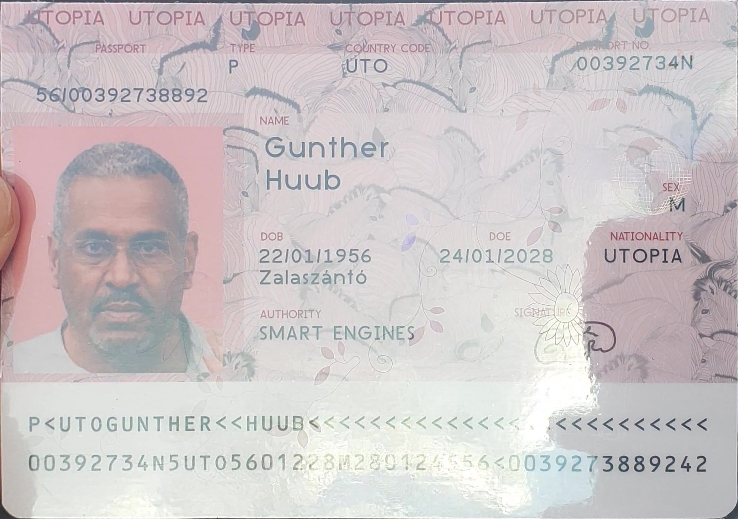 UTOPIA UTOPIA UTOPIA UTOPIA UTOPIA UTOPIA UTOPIA
PASSPORT TYPE COUNTRY CODE PASSPORT NO
P UTO 00392734N
56/00392738892
NAME
Gunther
Huub
SEX
M
DOB DOE NATIONALITY
22/01/1956 24/01/2028 UTOPIA
Zalaszántó
AUTHORITY SIGNATURE
SMART ENGINES
P<UTOGUNTHER<<HUUB<<<<<<<<<<<<<<<<<<<<<<<<<<
00392734N5UTO5601228M280124556<0039273889242